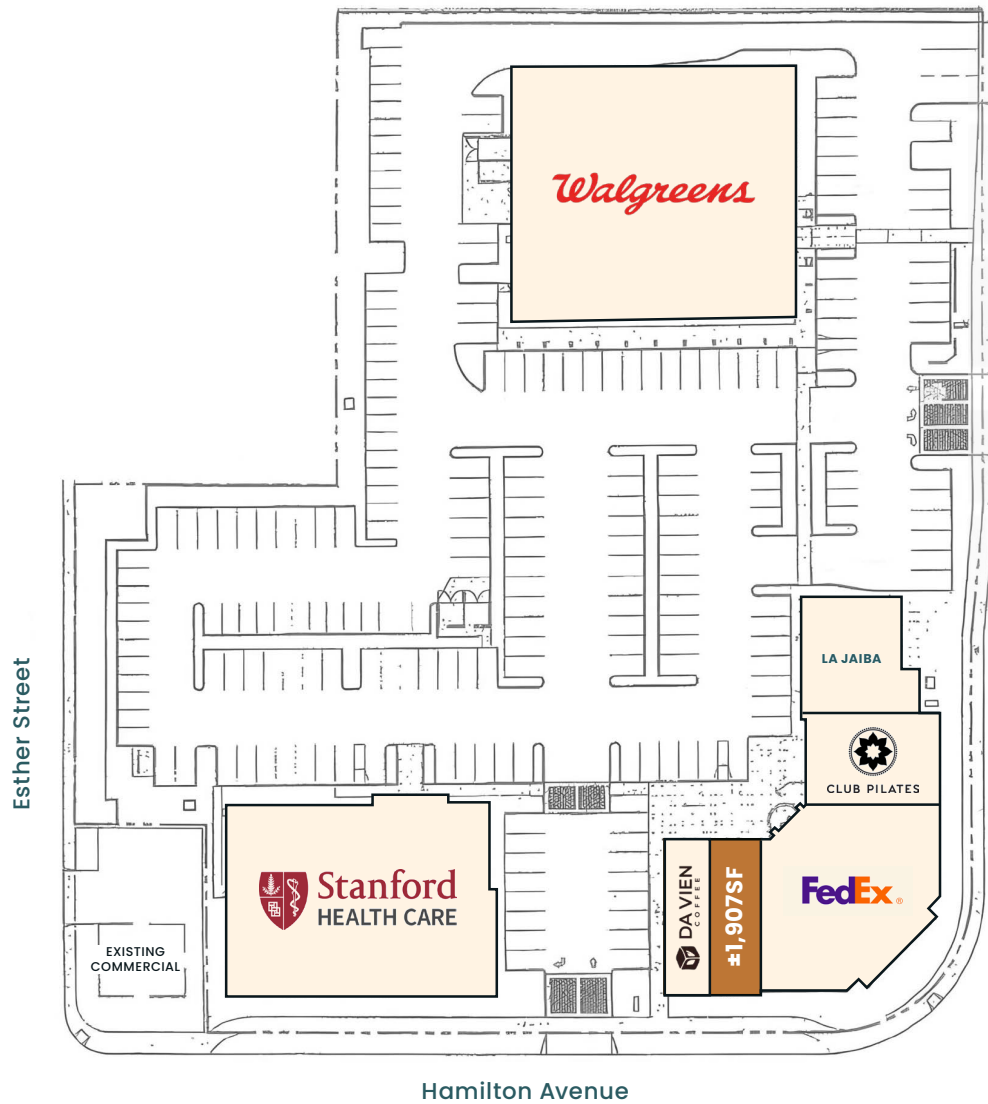 Walgreens
LA JAIBA
CLUB PILATES
Stanford
HEALTH CARE
DA VIEN
COFFEE
±1,907SF
FedEx®
EXISTING
COMMERCIAL
Esther Street
Hamilton Avenue